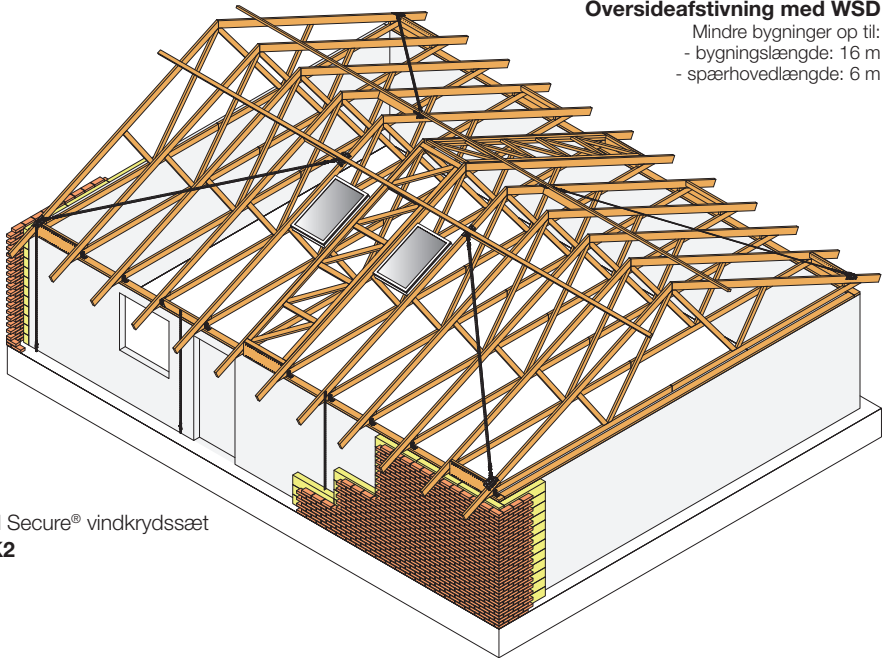 Oversideafstivning med WSD
Mindre bygninger op til:
- bygningslængde: 16 m
- spærhovedlængde: 6 m
Secure® vindkrydssæt